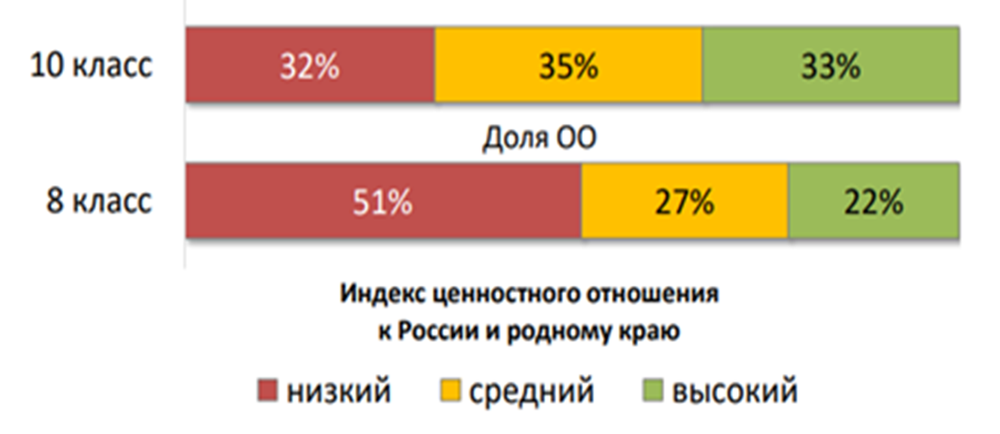 10 класс 32% 35% 33%
Доля ОО
8 класс 51% 27% 22%
Индекс ценностного отношения
к России и родному краю
низкий средний высокий